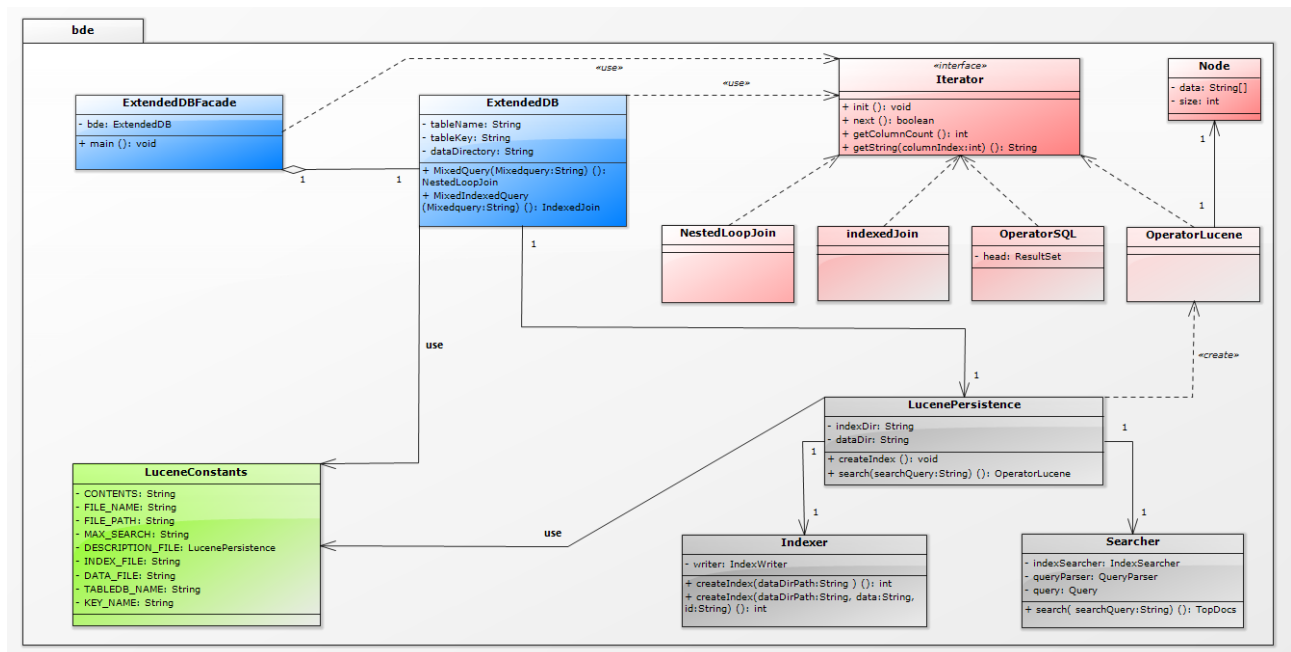 bde
«use»
«use»
ExtendedDBFacade
- bde: ExtendedDB
+ main (): void
1
1
ExtendedDB
- tableName: String
- tableKey: String
- dataDirectory: String
+ MixedQuery(Mixedquery:String) ():
NestedLoopJoin
+ MixedIndexedQuery
(Mixedquery:String) (): IndexedJoin
1
«interface»
Iterator
+ init (): void
+ next (): boolean
+ getColumnCount (): int
+ getString(columnIndex:int) (): String
Node
- data: String[]
- size: int
1
1
NestedLoopJoin
indexedJoin
OperatorSQL
- head: ResultSet
OperatorLucene
use
«create»
1
LucenePersistence
- indexDir: String
- dataDir: String
+ createIndex (): void
+ search(searchQuery:String) (): OperatorLucene
1
1
1
1
use
LuceneConstants
- CONTENTS: String
- FILE_NAME: String
- FILE_PATH: String
- MAX_SEARCH: String
- DESCRIPTION_FILE: LucenePersistence
- INDEX_FILE: String
- DATA_FILE: String
- TABLEDB_NAME: String
- KEY_NAME: String
Indexer
- writer: IndexWriter
+ createIndex(dataDirPath:String ) (): int
+ createIndex(dataDirPath:String, data:String,
id:String) (): int
Searcher
- indexSearcher: IndexSearcher
- queryParser: QueryParser
- query: Query
+ search( searchQuery:String) (): TopDocs